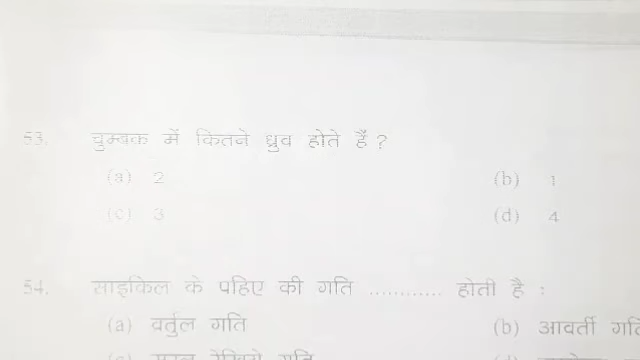 53. चुम्बक में कितने ध्रुव होते हैं ?
(a) 2 (b) 1
(c) 3 (d) 4
54. साइकिल के पहिए की गति ............ होती है :
(a) वर्तुल गति (b) आवर्ती गति